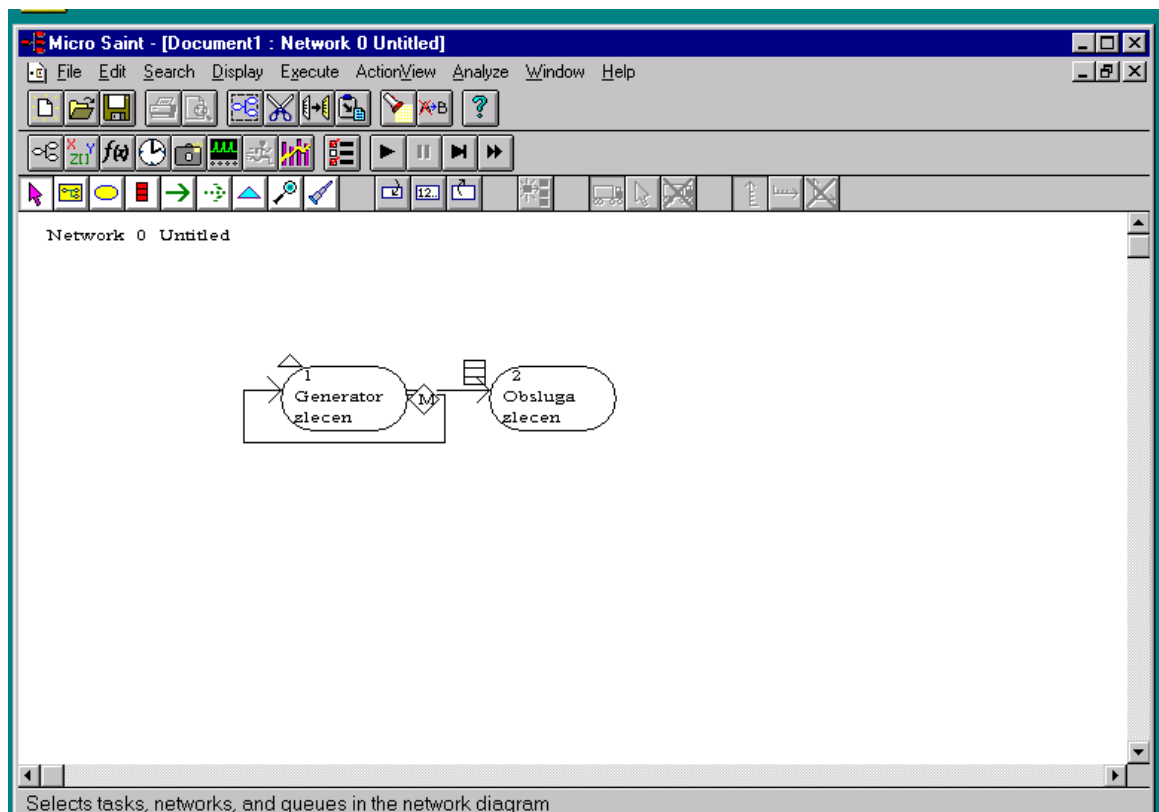 Micro Saint - [Document1 : Network 0 Untitled]
File Edit Search Display Execute ActionView Analyze Window Help
A B ?
X Y Z[] f(x)
12..
Network 0 Untitled
1
Generator
zlecen
M
2
Obsluga
zlecen
Selects tasks, networks, and queues in the network diagram